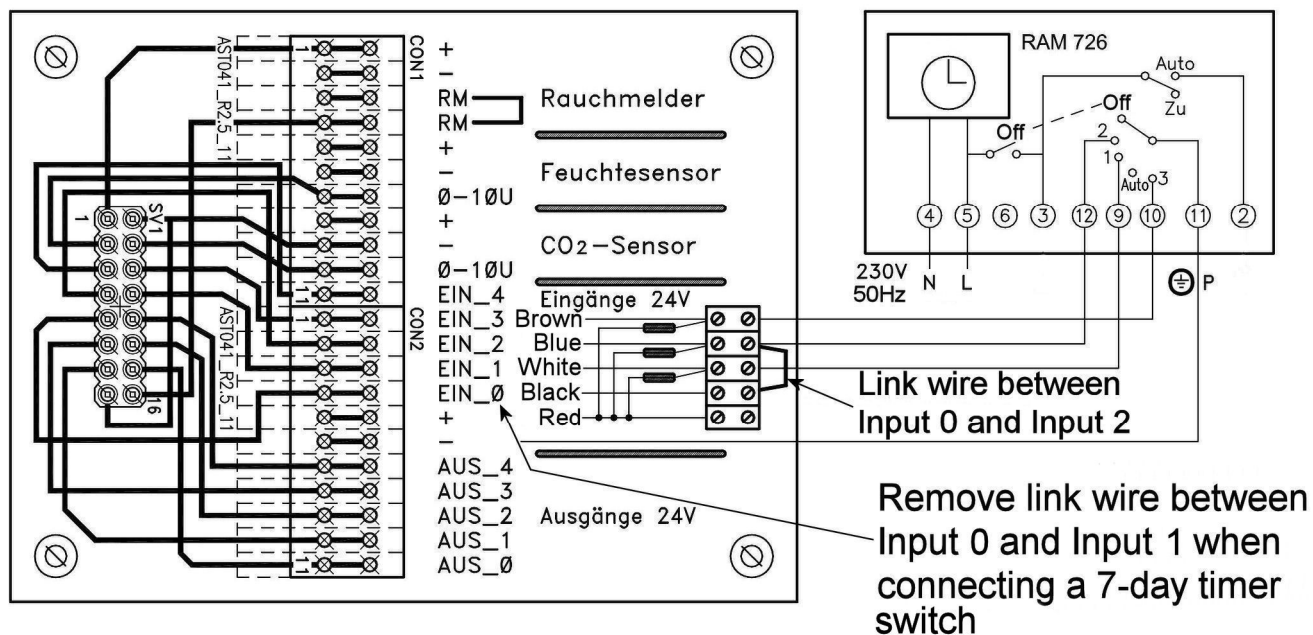 AST041_R2.5_11
CON1
+
−
RM
RM
+
−
Ø−10U
+
−
Ø−10U
EIN_4
EIN_3
EIN_2
EIN_1
EIN_Ø
+
−
AUS_4
AUS_3
AUS_2
AUS_1
AUS_Ø
Rauchmelder
Feuchtesensor
CO2−Sensor
Eingänge 24V
Brown
Blue
White
Black
Red
Ausgänge 24V
1
11
1
11
CON2
AST041_R2.5_11
1
SV1
16
Link wire between
Input 0 and Input 2
Remove link wire between
Input 0 and Input 1 when
connecting a 7-day timer
switch
RAM 726
Auto
Zu
Off
Off
2
1
Auto
3
4
5
6
3
12
9
10
11
2
230V
50Hz
N
L
P